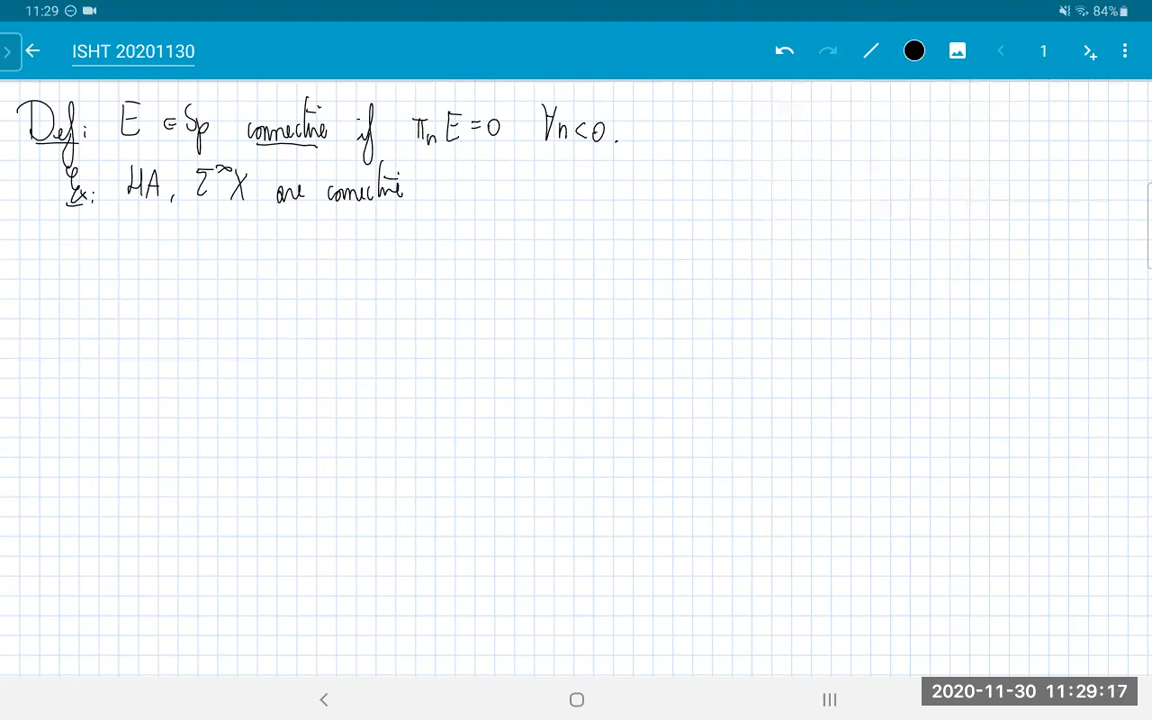 11:29
84%
ISHT 20201130
1
Def: E ∈ Sp connective if πₙE = 0 ∀n<0.
Ex: HA, Σ^∞X are connective
2020-11-30 11:29:17